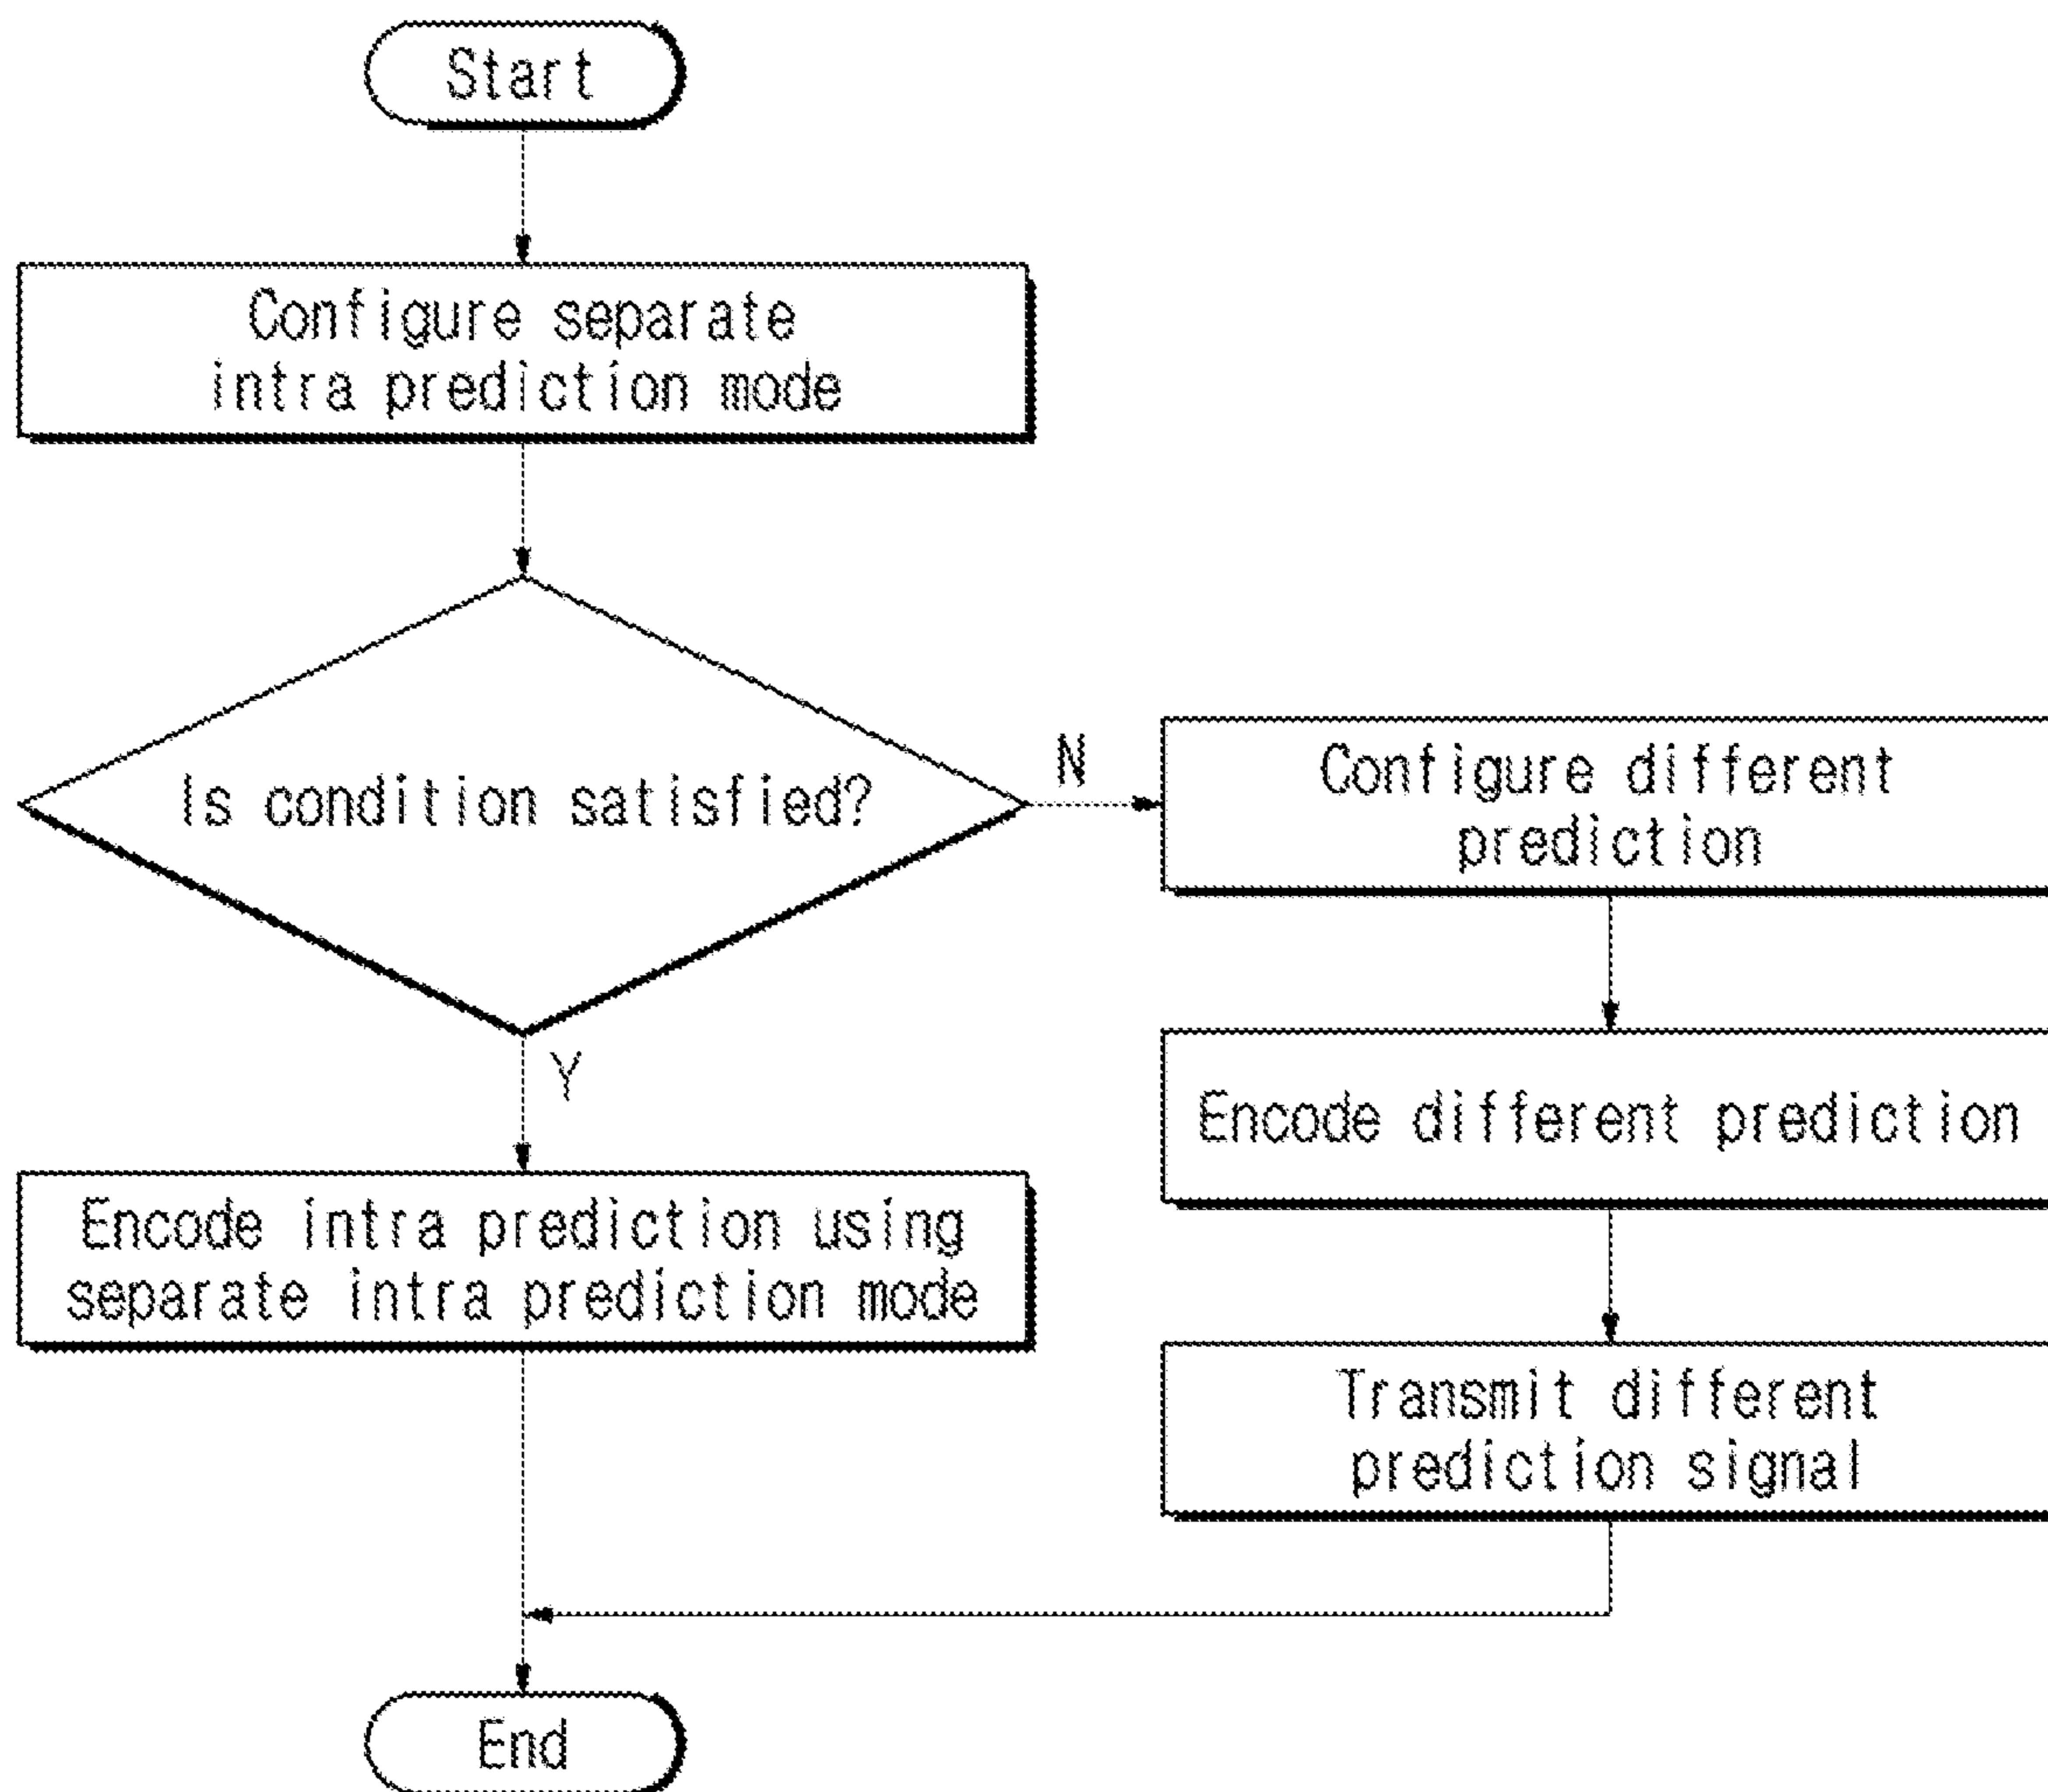 Start
Configure separate
intra prediction mode
Is condition satisfied?
N
Y
Configure different
prediction
Encode different prediction
Encode intra prediction using
separate intra prediction mode
Transmit different
prediction signal
End